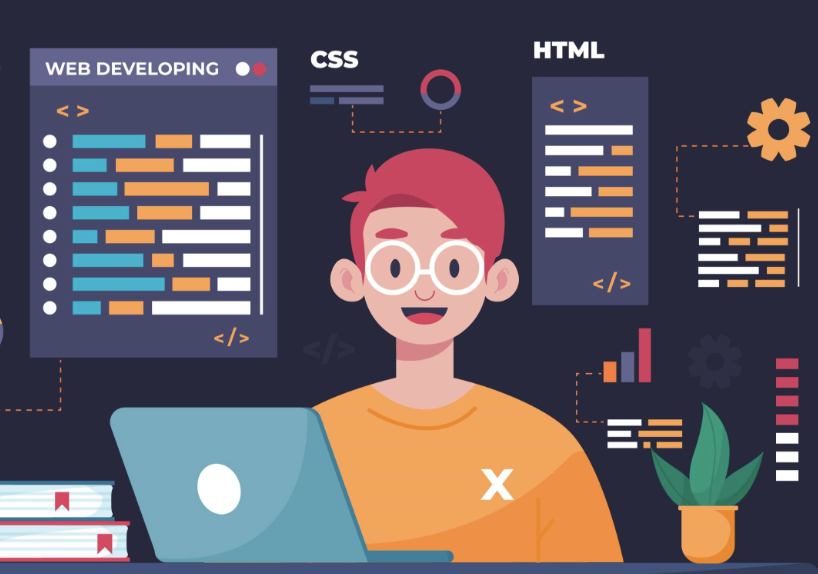 WEB DEVELOPING
< >
</>
CSS
HTML
< >
</>
</>
X